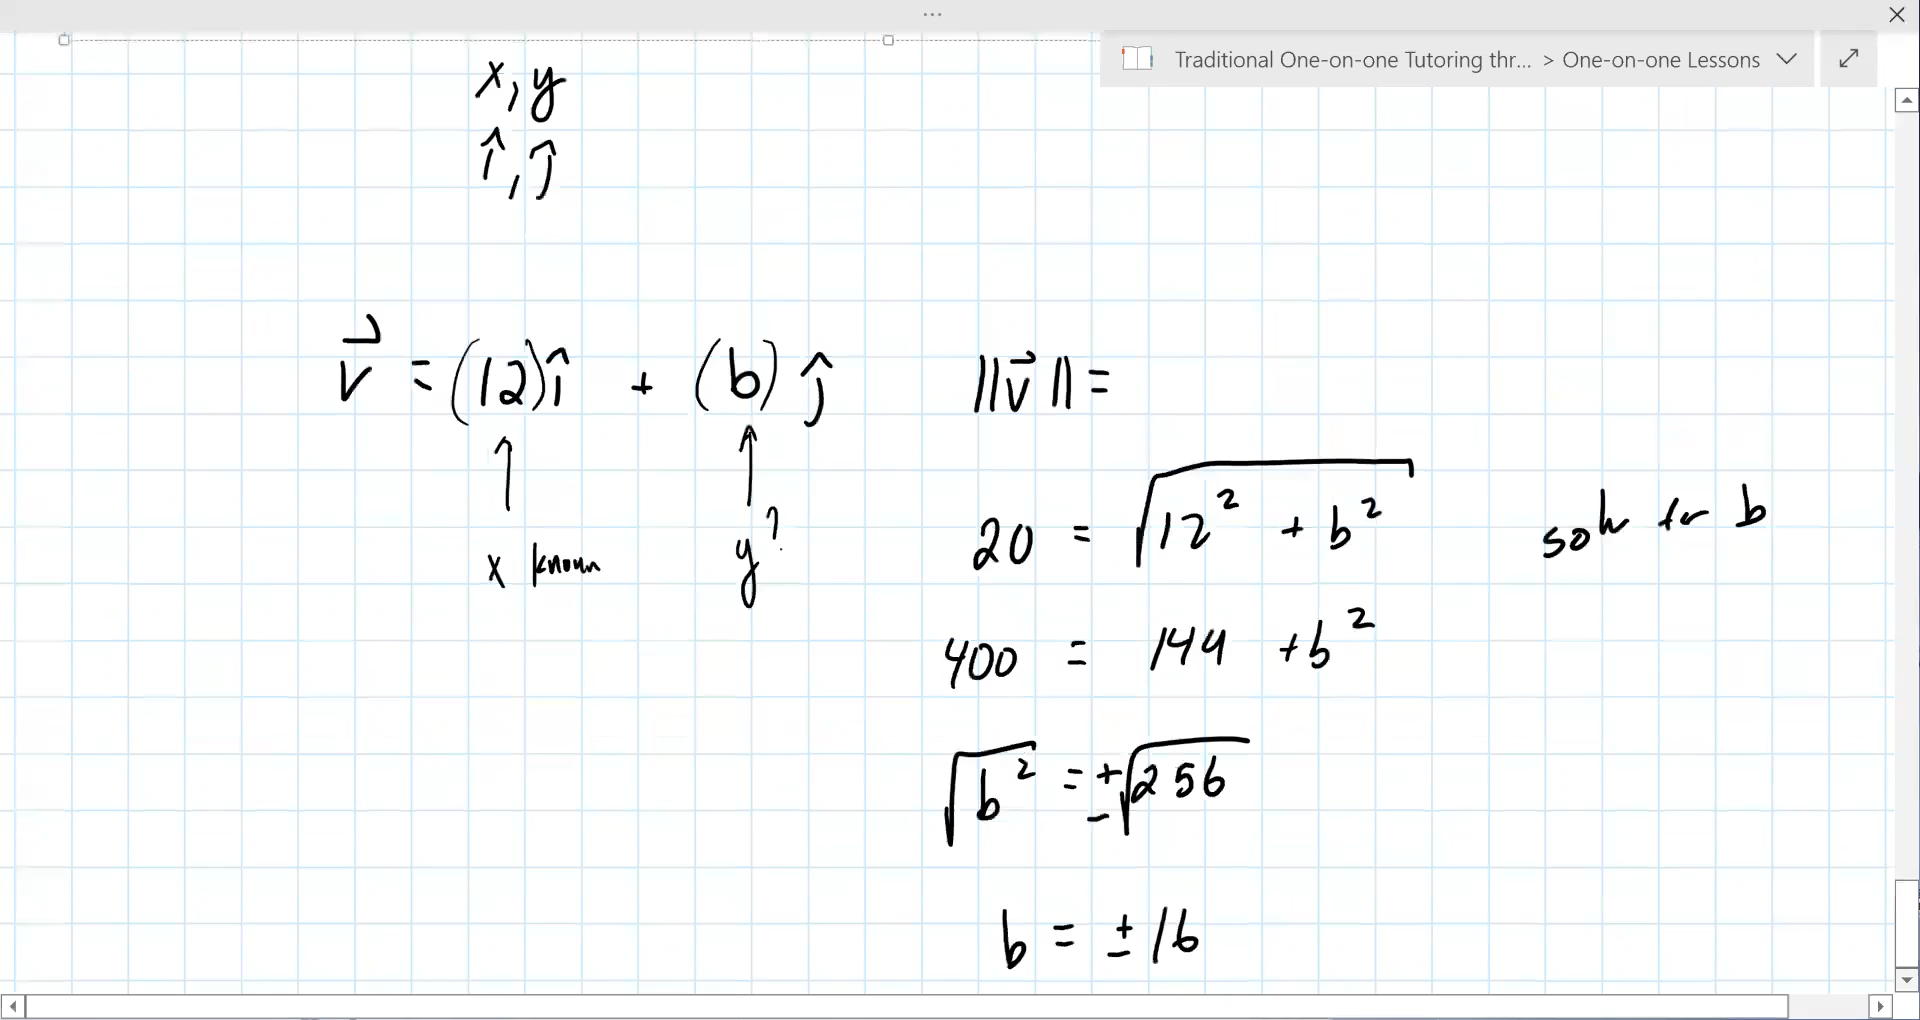 ...
Traditional One-on-one Tutoring thr... > One-on-one Lessons
x, y
î, ĵ
v⃗ = (12)î + (b)ĵ
||v⃗|| =
x known
y?
20 = √(12² + b²)
solv for b
400 = 144 + b²
√b² = ±√256
b = ±16